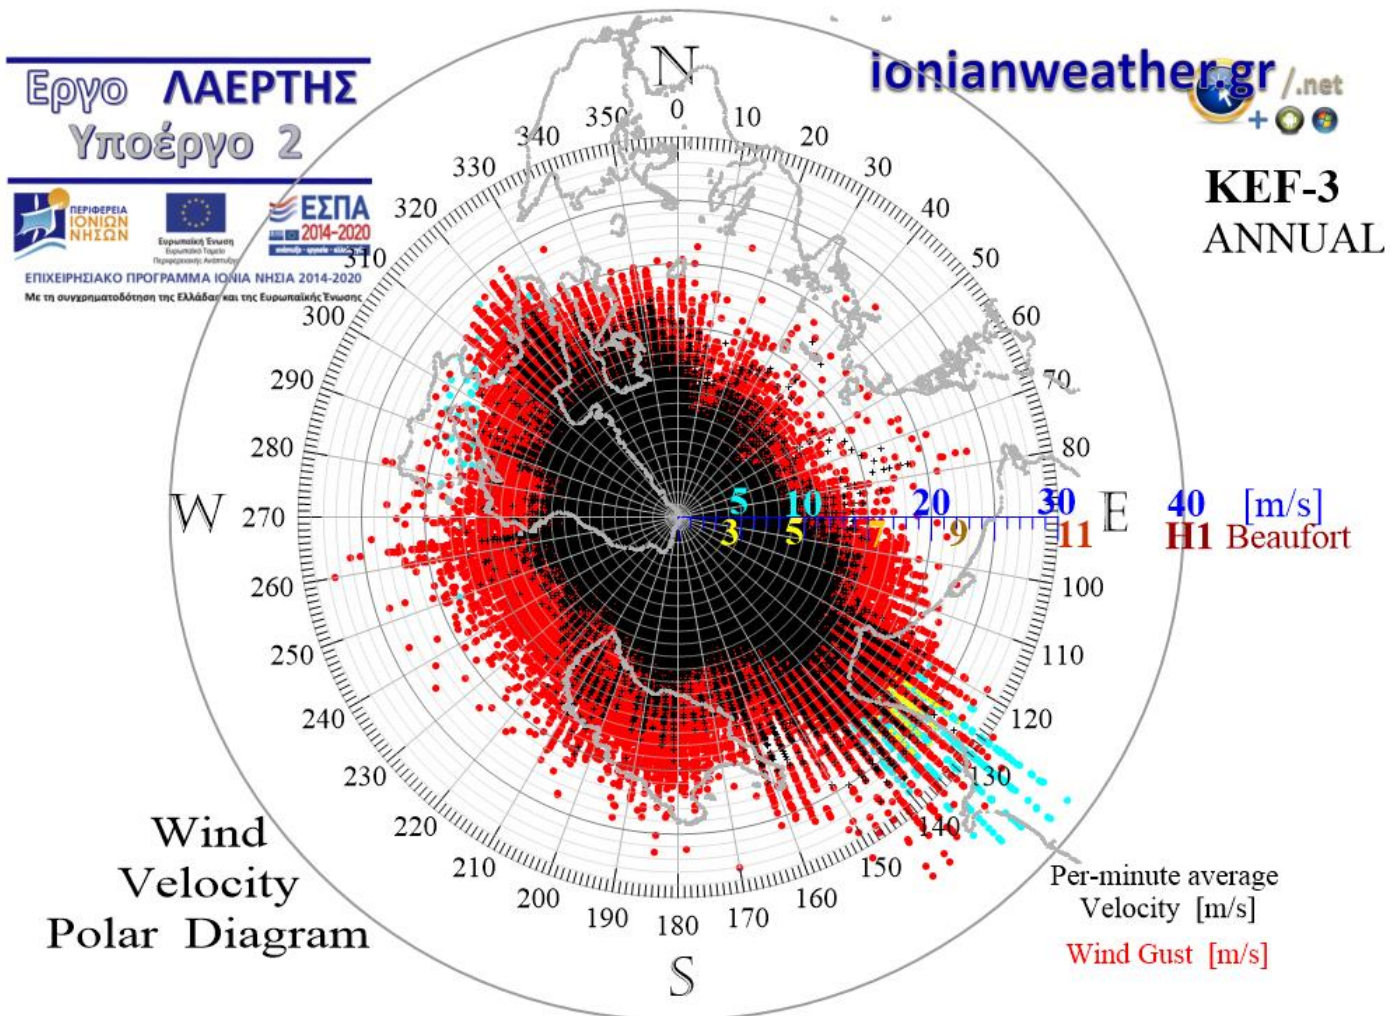 Εργο ΛΑΕΡΤΗΣ
Υποέργο 2
ΠΕΡΙΦΕΡΕΙΑ
ΙΟΝΙΩΝ
ΝΗΣΩΝ
Ευρωπαϊκή Ένωση
Ευρωπαϊκό Ταμείο
Περιφερειακής Ανάπτυξης
ΕΣΠΑ
2014-2020
ΕΠΙΧΕΙΡΗΣΙΑΚΟ ΠΡΟΓΡΑΜΜΑ ΙΟΝΙΑ ΝΗΣΙΑ 2014-2020
Με τη συγχρηματοδότηση της Ελλάδας και της Ευρωπαϊκής Ένωσης
ionianweather.gr /.net
+
KEF-3
ANNUAL
N
0
10
20
30
40
50
60
70
80
E
100
110
120
130
140
150
160
170
180
S
190
200
210
220
230
240
250
260
270
W
280
290
300
310
320
330
340
350
5 10 20 30 40 [m/s]
3 5 7 9 11 H1 Beaufort
Wind
Velocity
Polar Diagram
Per-minute average
Velocity [m/s]
Wind Gust [m/s]